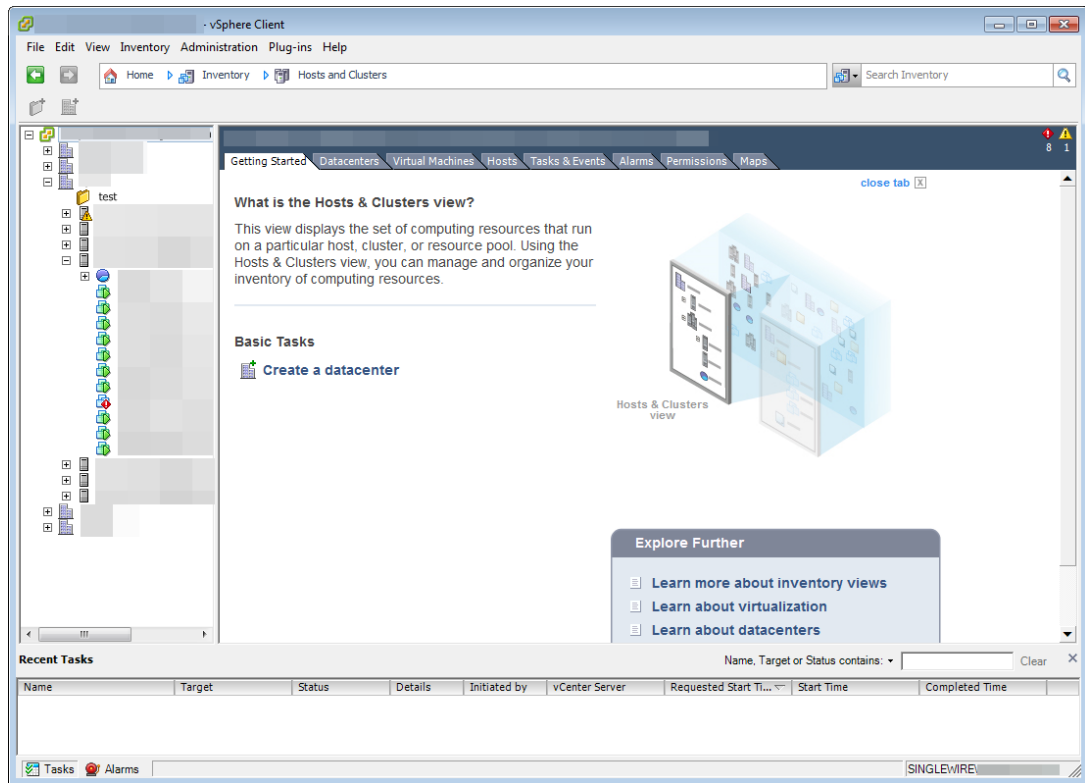 - vSphere Client
File Edit View Inventory Administration Plug-ins Help
Home Inventory Hosts and Clusters
Search Inventory
8 1
Getting Started Datacenters Virtual Machines Hosts Tasks & Events Alarms Permissions Maps
close tab X
test
What is the Hosts & Clusters view?
This view displays the set of computing resources that run
on a particular host, cluster, or resource pool. Using the
Hosts & Clusters view, you can manage and organize your
inventory of computing resources.
Basic Tasks
Create a datacenter
Hosts & Clusters
view
Explore Further
Learn more about inventory views
Learn about virtualization
Learn about datacenters
Recent Tasks
Name, Target or Status contains:
Clear
Name Target Status Details Initiated by vCenter Server Requested Start Ti... Start Time Completed Time
Tasks Alarms
SINGLEWIRE\